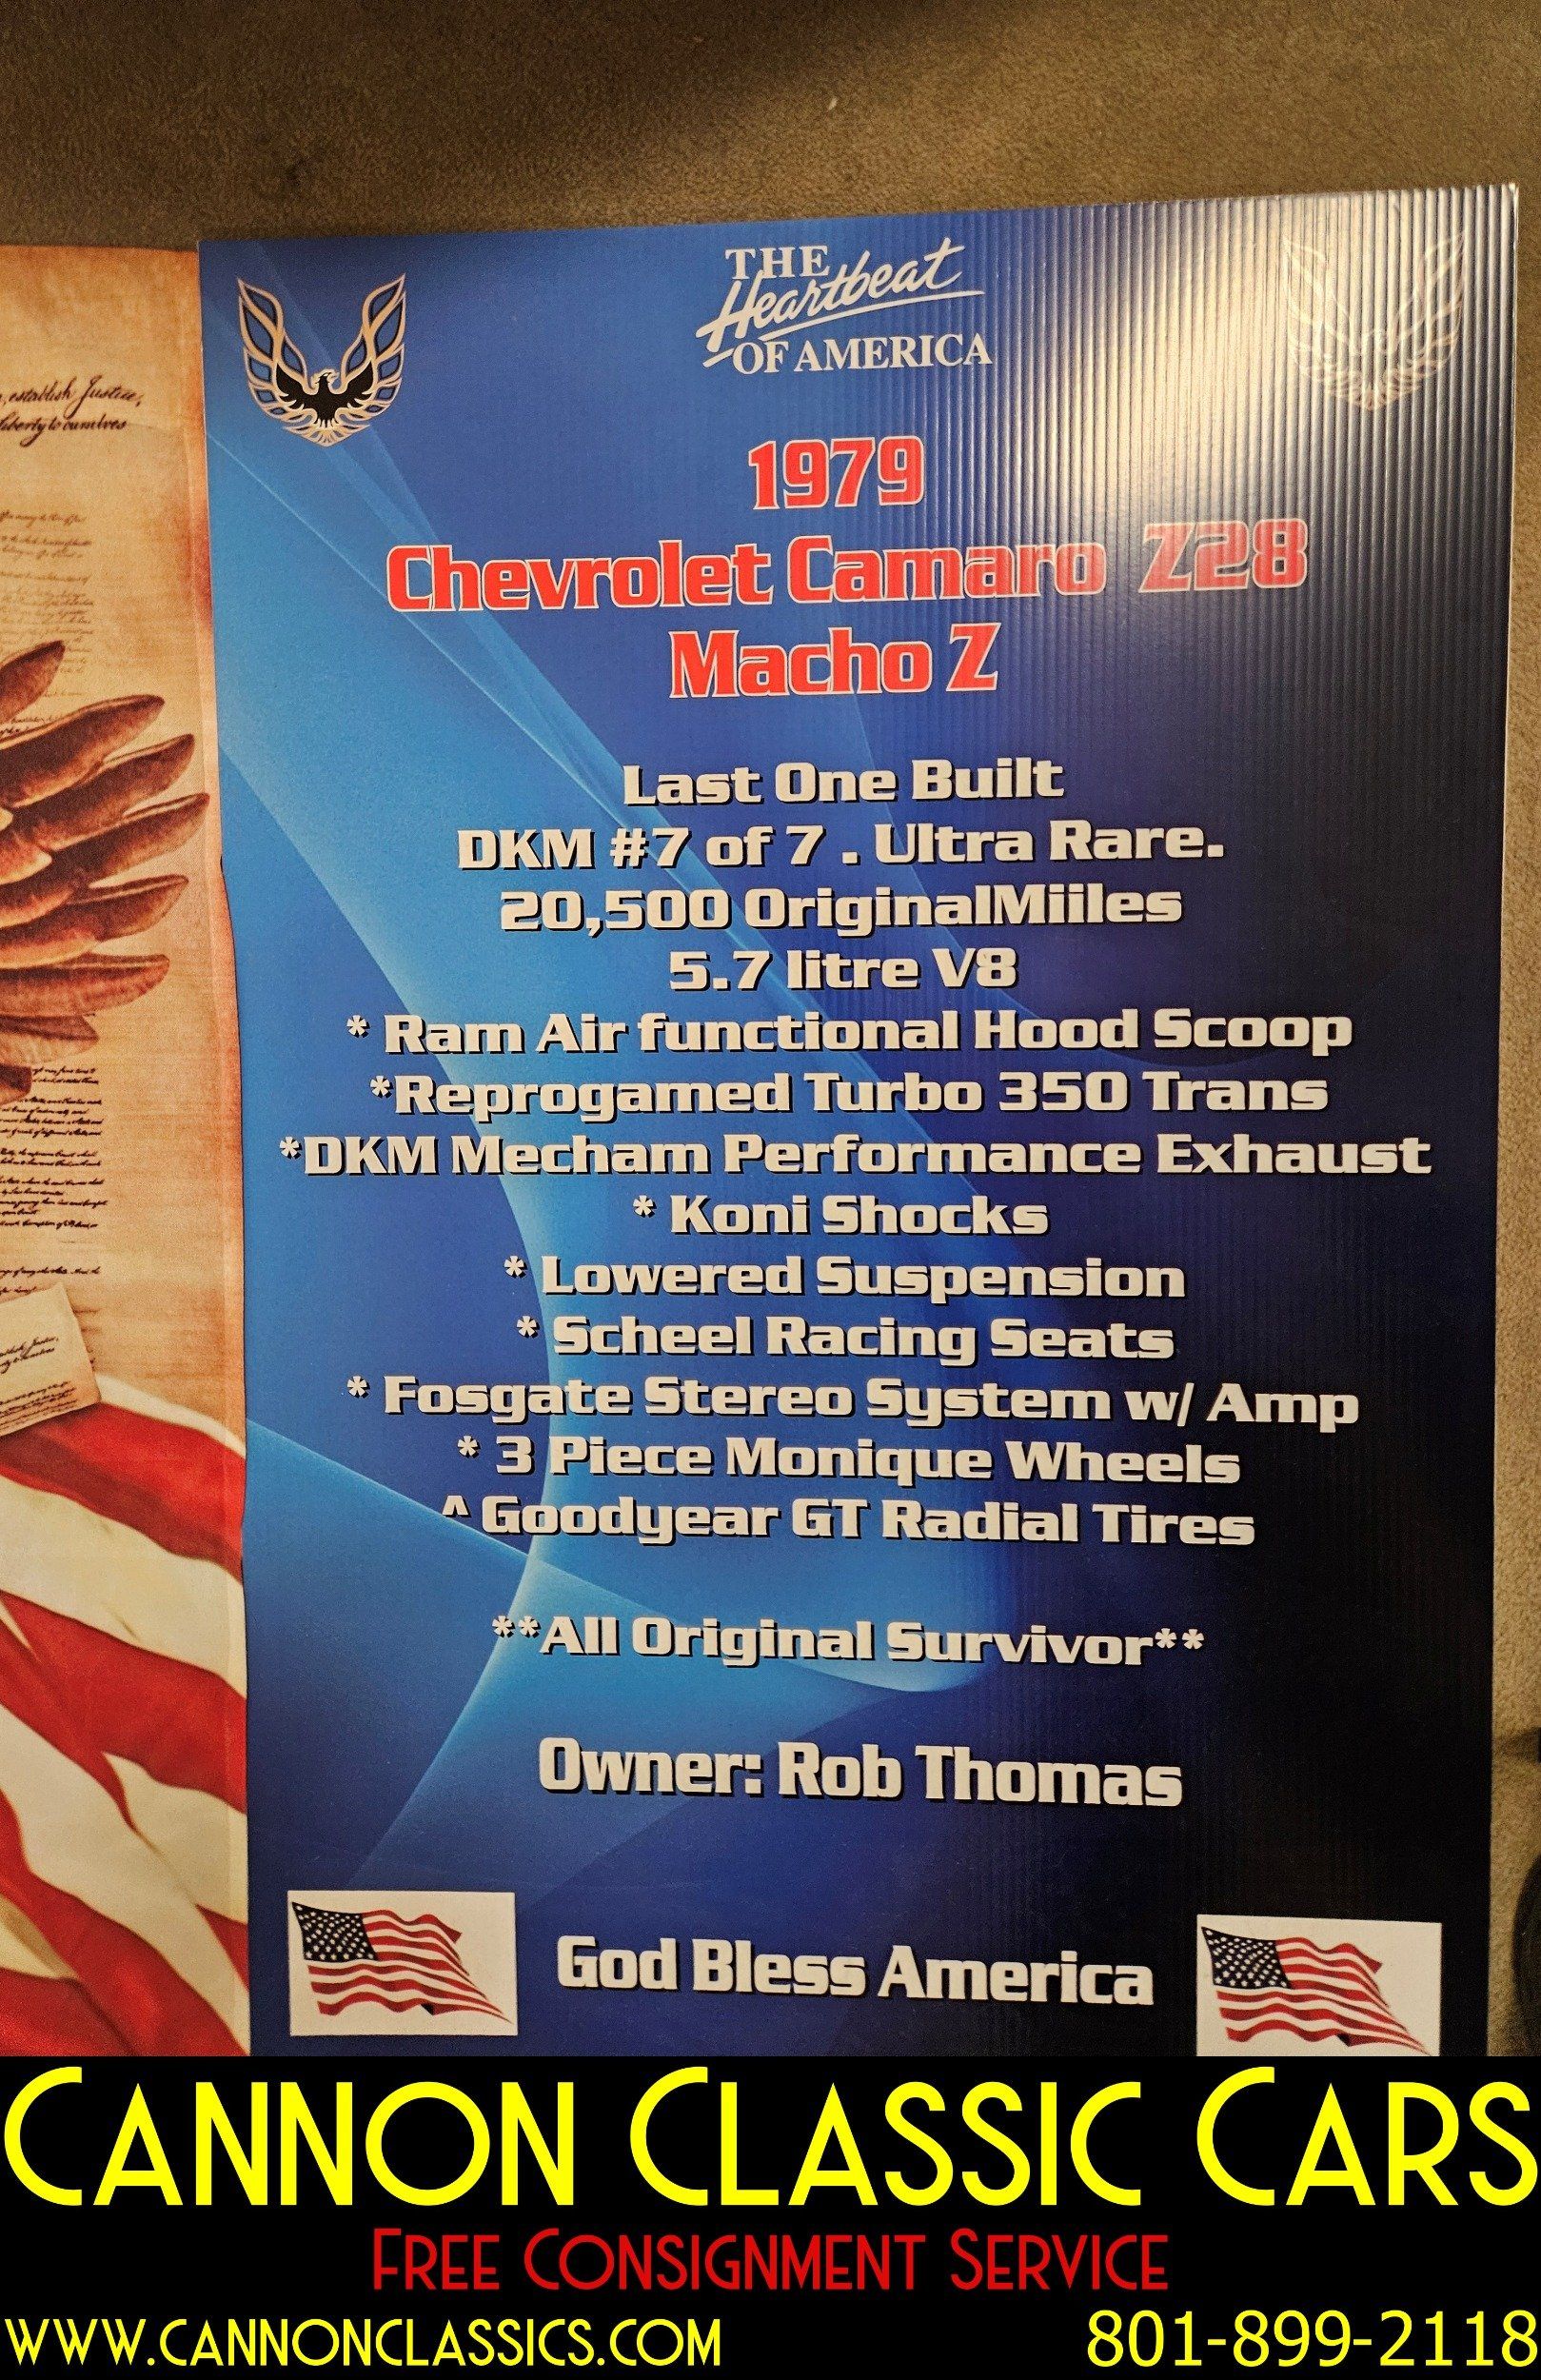 , establish Justice,
THE
Heartbeat
OF AMERICA
1979
Chevrolet Camaro Z28
Macho Z
Last One Built
DKM #7 of 7 . Ultra Rare.
20,500 OriginalMiiles
5.7 litre V8
* Ram Air functional Hood Scoop
*Reprogamed Turbo 350 Trans
*DKM Mecham Performance Exhaust
* Koni Shocks
* Lowered Suspension
* Scheel Racing Seats
* Fosgate Stereo System w/ Amp
* 3 Piece Monique Wheels
^ Goodyear GT Radial Tires
**All Original Survivor**
Owner: Rob Thomas
God Bless America
CANNON CLASSIC CARS
FREE CONSIGNMENT SERVICE
WWW.CANNONCLASSICS.COM 801-899-2118